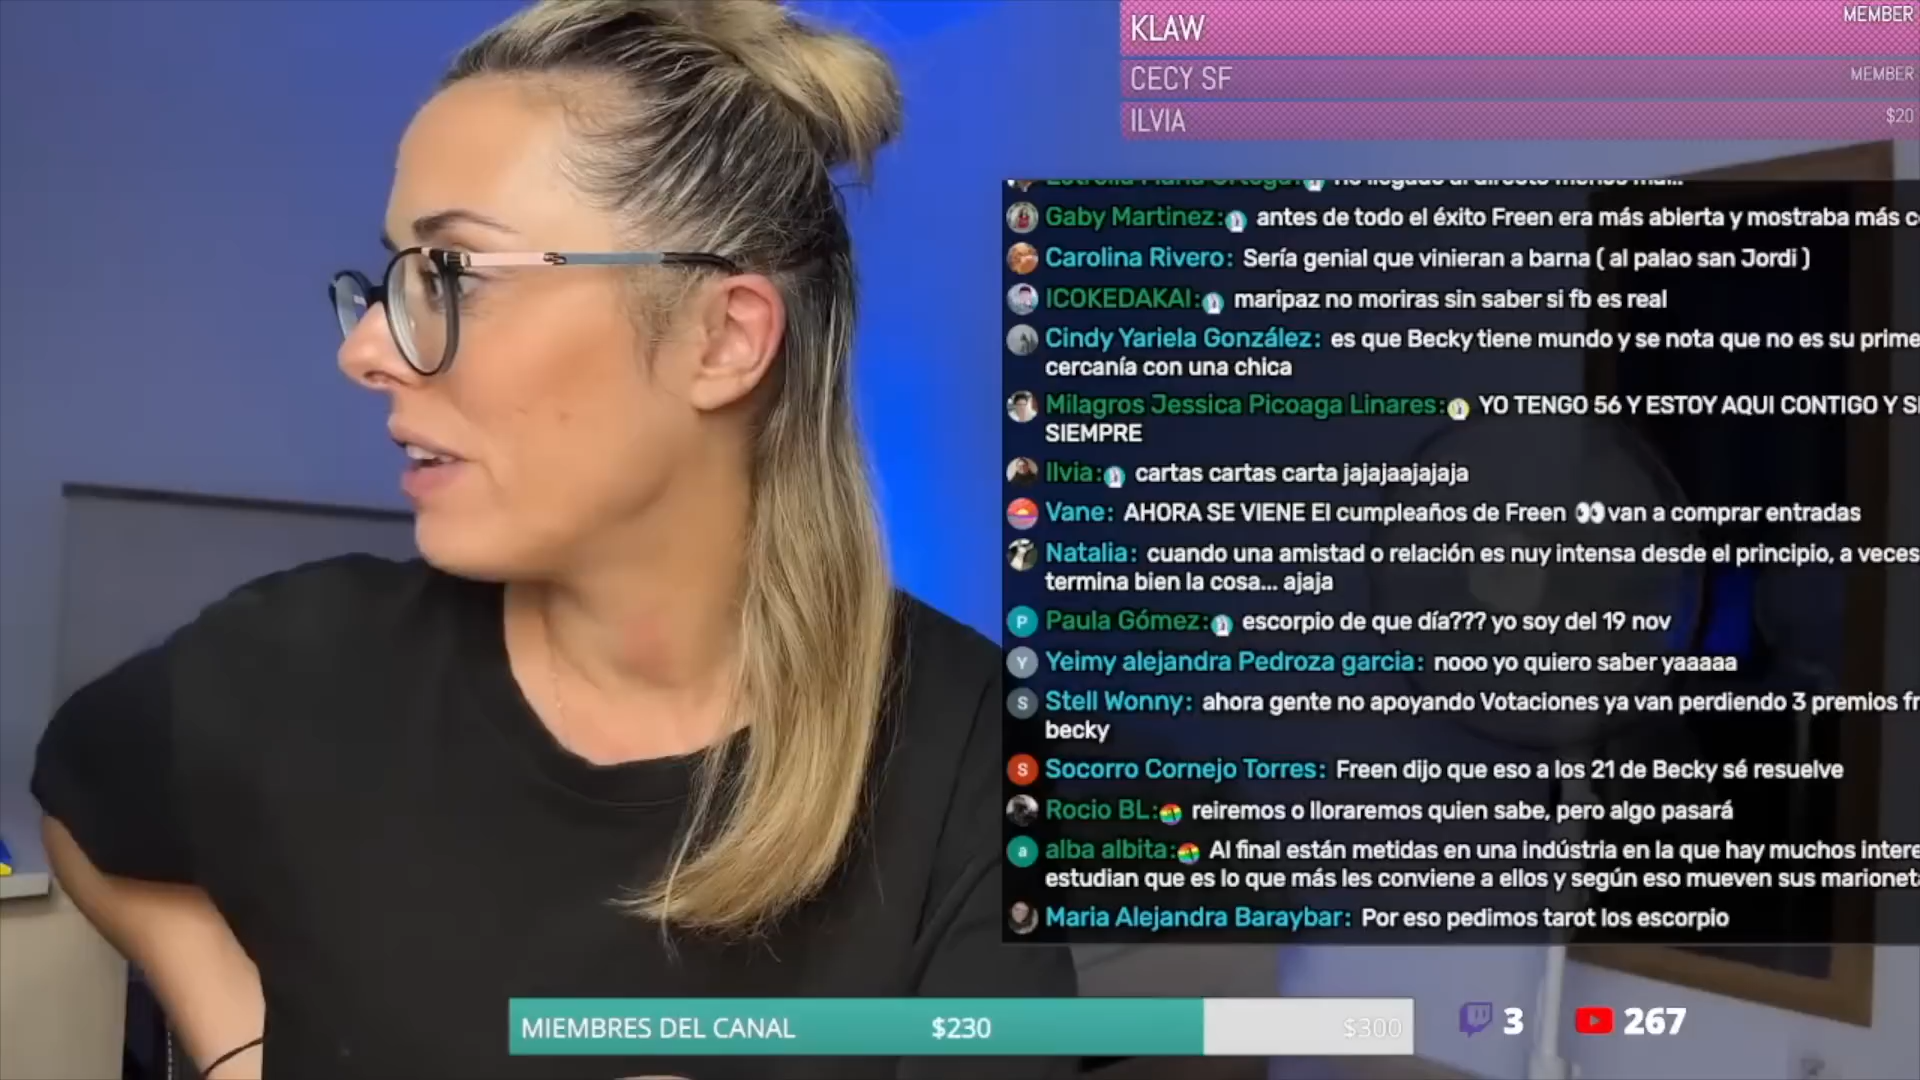 KLAW
MEMBER
CECY SF
MEMBER
ILVIA
$20
Gaby Martinez: antes de todo el éxito Freen era más abierta y mostraba más
Carolina Rivero: Sería genial que vinieran a barna ( al palao san Jordi )
ICOKEDAKAI: maripaz no moriras sin saber si fb es real
Cindy Yariela González: es que Becky tiene mundo y se nota que no es su prime
cercanía con una chica
Milagros Jessica Picoaga Linares: YO TENGO 56 Y ESTOY AQUI CONTIGO Y
SIEMPRE
Ilvia: cartas cartas carta jajajaajajaja
Vane: AHORA SE VIENE El cumpleaños de Freen 👀van a comprar entradas
Natalia: cuando una amistad o relación es nuy intensa desde el principio, a veces
termina bien la cosa... ajaja
P Paula Gómez: escorpio de que día??? yo soy del 19 nov
Y Yeimy alejandra Pedroza garcia: nooo yo quiero saber yaaaaa
S Stell Wonny: ahora gente no apoyando Votaciones ya van perdiendo 3 premios fr
becky
S Socorro Cornejo Torres: Freen dijo que eso a los 21 de Becky sé resuelve
Rocio BL: reiremos o lloraremos quien sabe, pero algo pasará
a alba albita: Al final están metidas en una indústria en la que hay muchos intere
estudian que es lo que más les conviene a ellos y según eso mueven sus marionet
Maria Alejandra Baraybar: Por eso pedimos tarot los escorpio
MIEMBRES DEL CANAL $230 $300
3 267